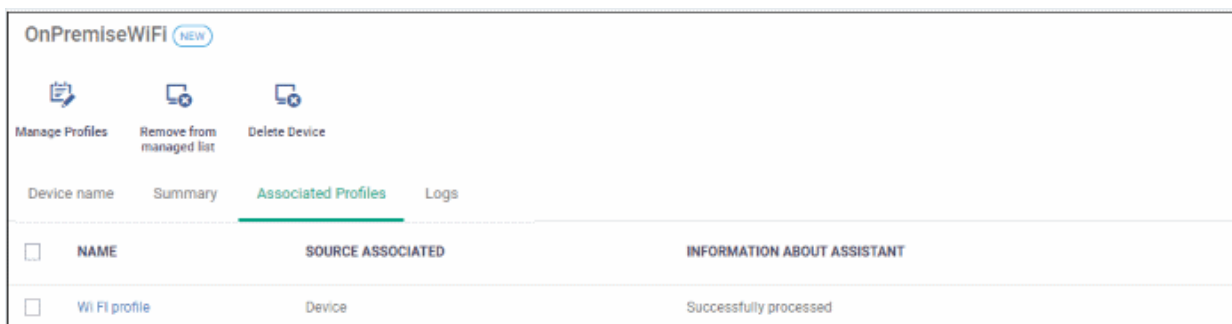 OnPremiseWiFi NEW
Manage Profiles
Remove from
managed list
Delete Device
Device name Summary Associated Profiles Logs
NAME SOURCE ASSOCIATED INFORMATION ABOUT ASSISTANT
Wi FI profile Device Successfully processed